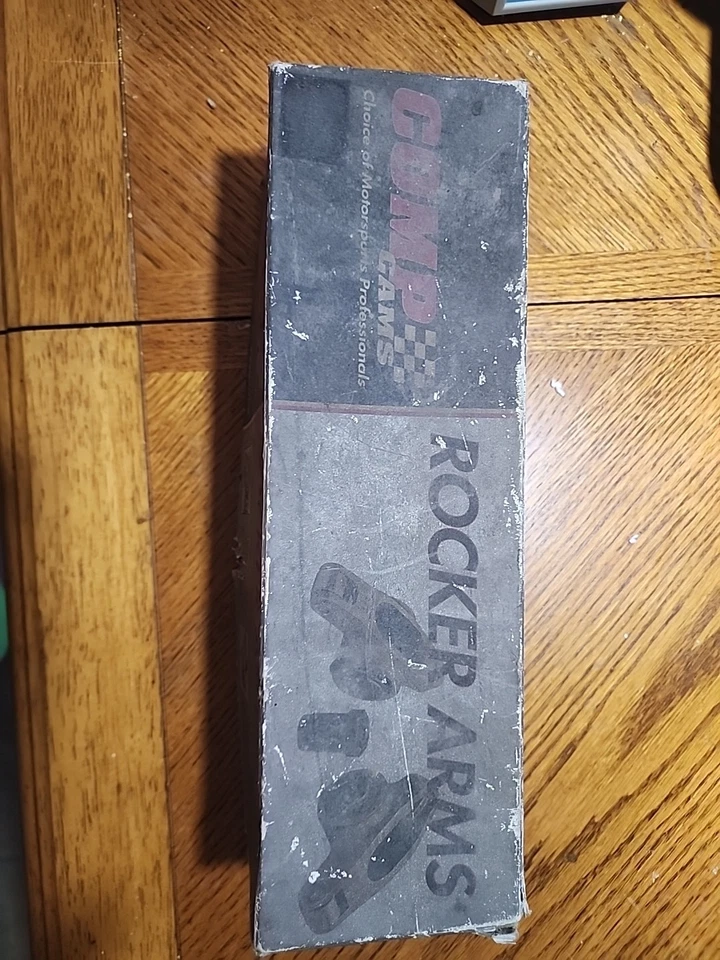 COMP
CAMS
Choice of Motorsports Professionals
ROCKER ARMS